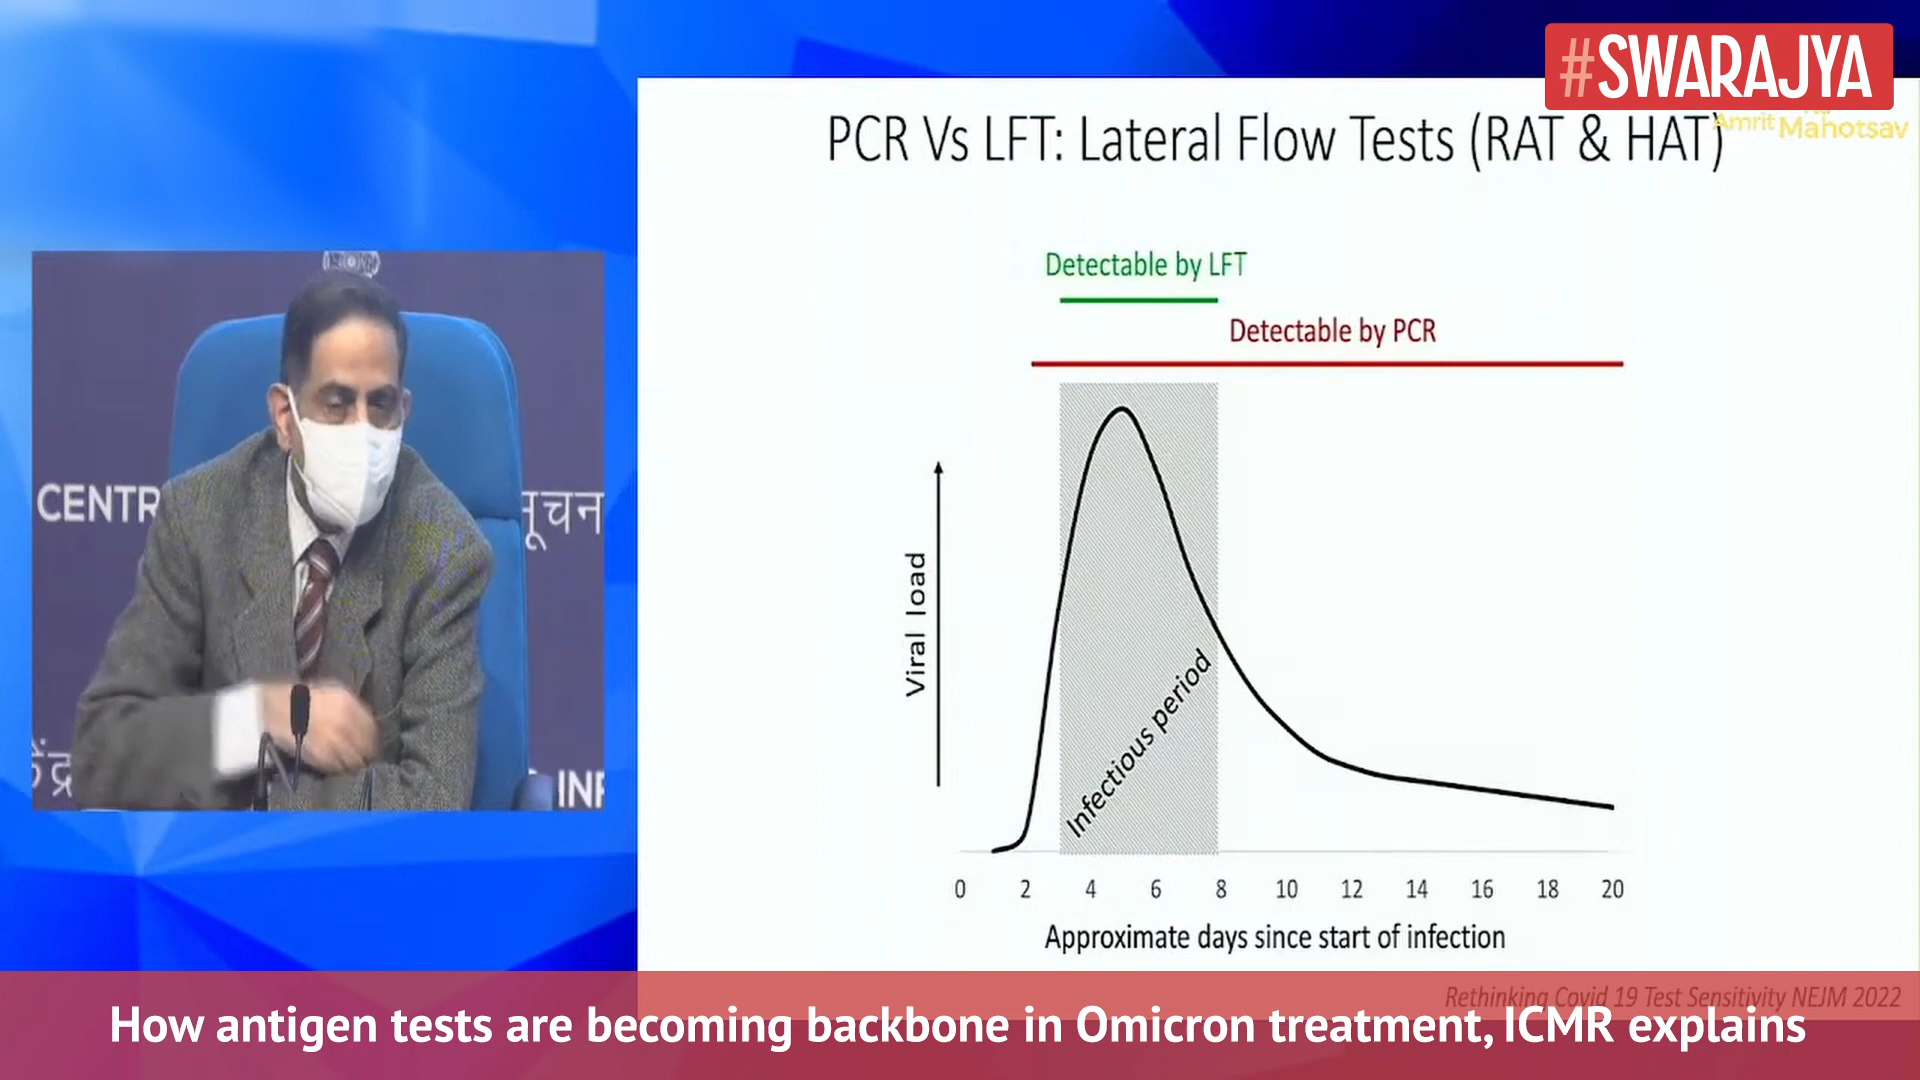 #SWARAJYA
Amrit Mahotsav
PCR Vs LFT: Lateral Flow Tests (RAT & HAT)
Detectable by LFT
Detectable by PCR
Viral load
Infectious period
0 2 4 6 8 10 12 14 16 18 20
Approximate days since start of infection
Rethinking Covid 19 Test Sensitivity NEJM 2022
CENTR
सूचन
केंद्र
INF
How antigen tests are becoming backbone in Omicron treatment, ICMR explains